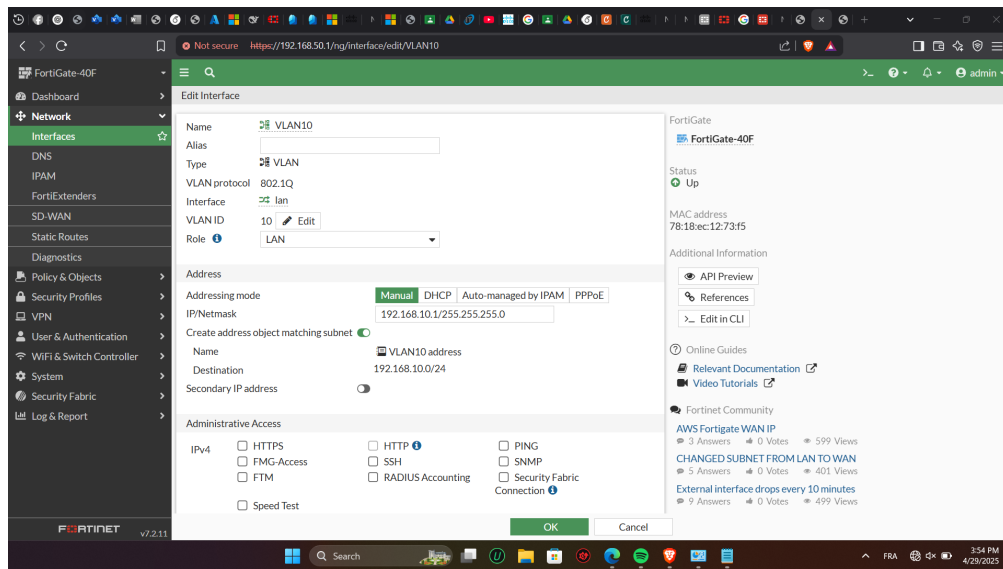 Not secure https://192.168.50.1/ng/interface/edit/VLAN10
FortiGate-40F
admin
Dashboard
Network
Interfaces
DNS
IPAM
FortiExtenders
SD-WAN
Static Routes
Diagnostics
Policy & Objects
Security Profiles
VPN
User & Authentication
WiFi & Switch Controller
System
Security Fabric
Log & Report
FORTINET v7.2.11
Edit Interface
Name VLAN10
Alias
Type VLAN
VLAN protocol 802.1Q
Interface lan
VLAN ID 10 Edit
Role LAN
Address
Addressing mode Manual DHCP Auto-managed by IPAM PPPoE
IP/Netmask 192.168.10.1/255.255.255.0
Create address object matching subnet
Name VLAN10 address
Destination 192.168.10.0/24
Secondary IP address
Administrative Access
IPv4 HTTPS HTTP PING
FMG-Access SSH SNMP
FTM RADIUS Accounting Security Fabric
Connection
Speed Test
OK Cancel
FortiGate
FortiGate-40F
Status
Up
MAC address
78:18:ec:12:73:f5
Additional Information
API Preview
References
Edit in CLI
Online Guides
Relevant Documentation
Video Tutorials
Fortinet Community
AWS Fortigate WAN IP
3 Answers 0 Votes 599 Views
CHANGED SUBNET FROM LAN TO WAN
5 Answers 0 Votes 401 Views
External interface drops every 10 minutes
9 Answers 0 Votes 499 Views
Search
FRA
3:54 PM
4/29/2025